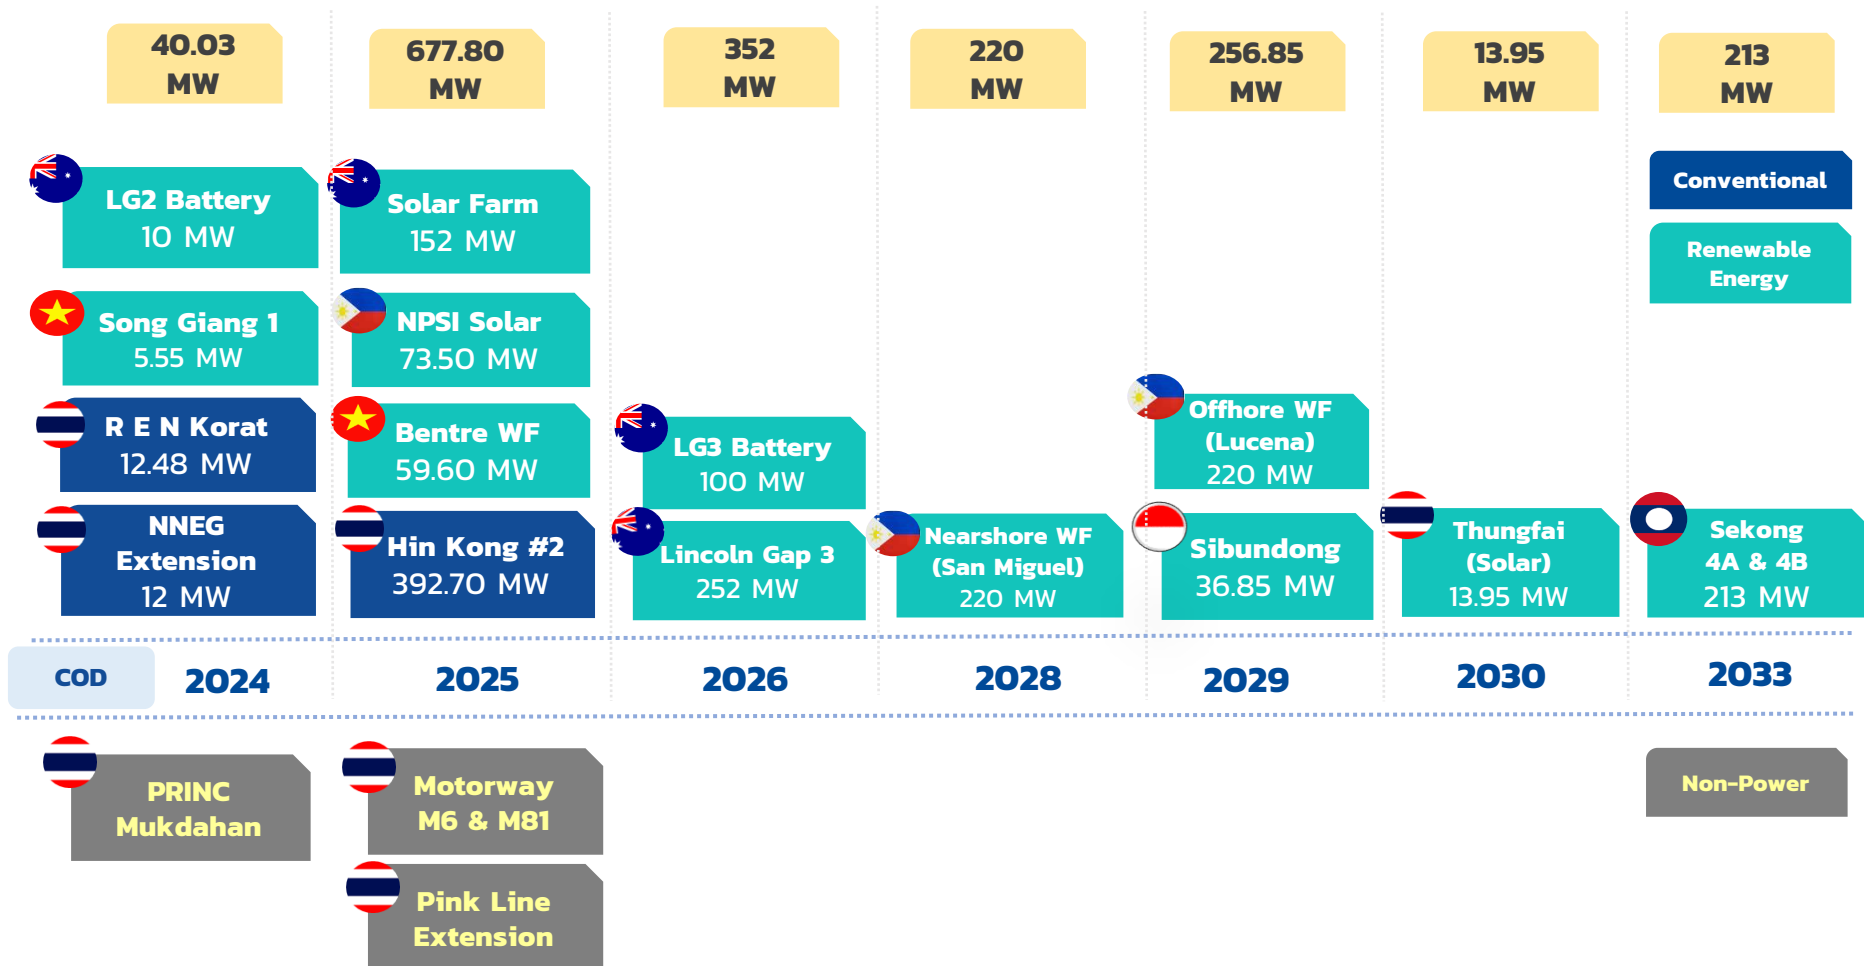 40.03
MW
677.80
MW
352
MW
220
MW
256.85
MW
13.95
MW
213
MW
Conventional
Renewable
Energy
LG2 Battery
10 MW
Song Giang 1
5.55 MW
R E N Korat
12.48 MW
NNEG
Extension
12 MW
Solar Farm
152 MW
NPSI Solar
73.50 MW
Bentre WF
59.60 MW
Hin Kong #2
392.70 MW
LG3 Battery
100 MW
Lincoln Gap 3
252 MW
Nearshore WF
(San Miguel)
220 MW
Offhore WF
(Lucena)
220 MW
Sibundong
36.85 MW
Thungfai
(Solar)
13.95 MW
Sekong
4A & 4B
213 MW
COD
2024
2025
2026
2028
2029
2030
2033
PRINC
Mukdahan
Motorway
M6 & M81
Pink Line
Extension
Non-Power